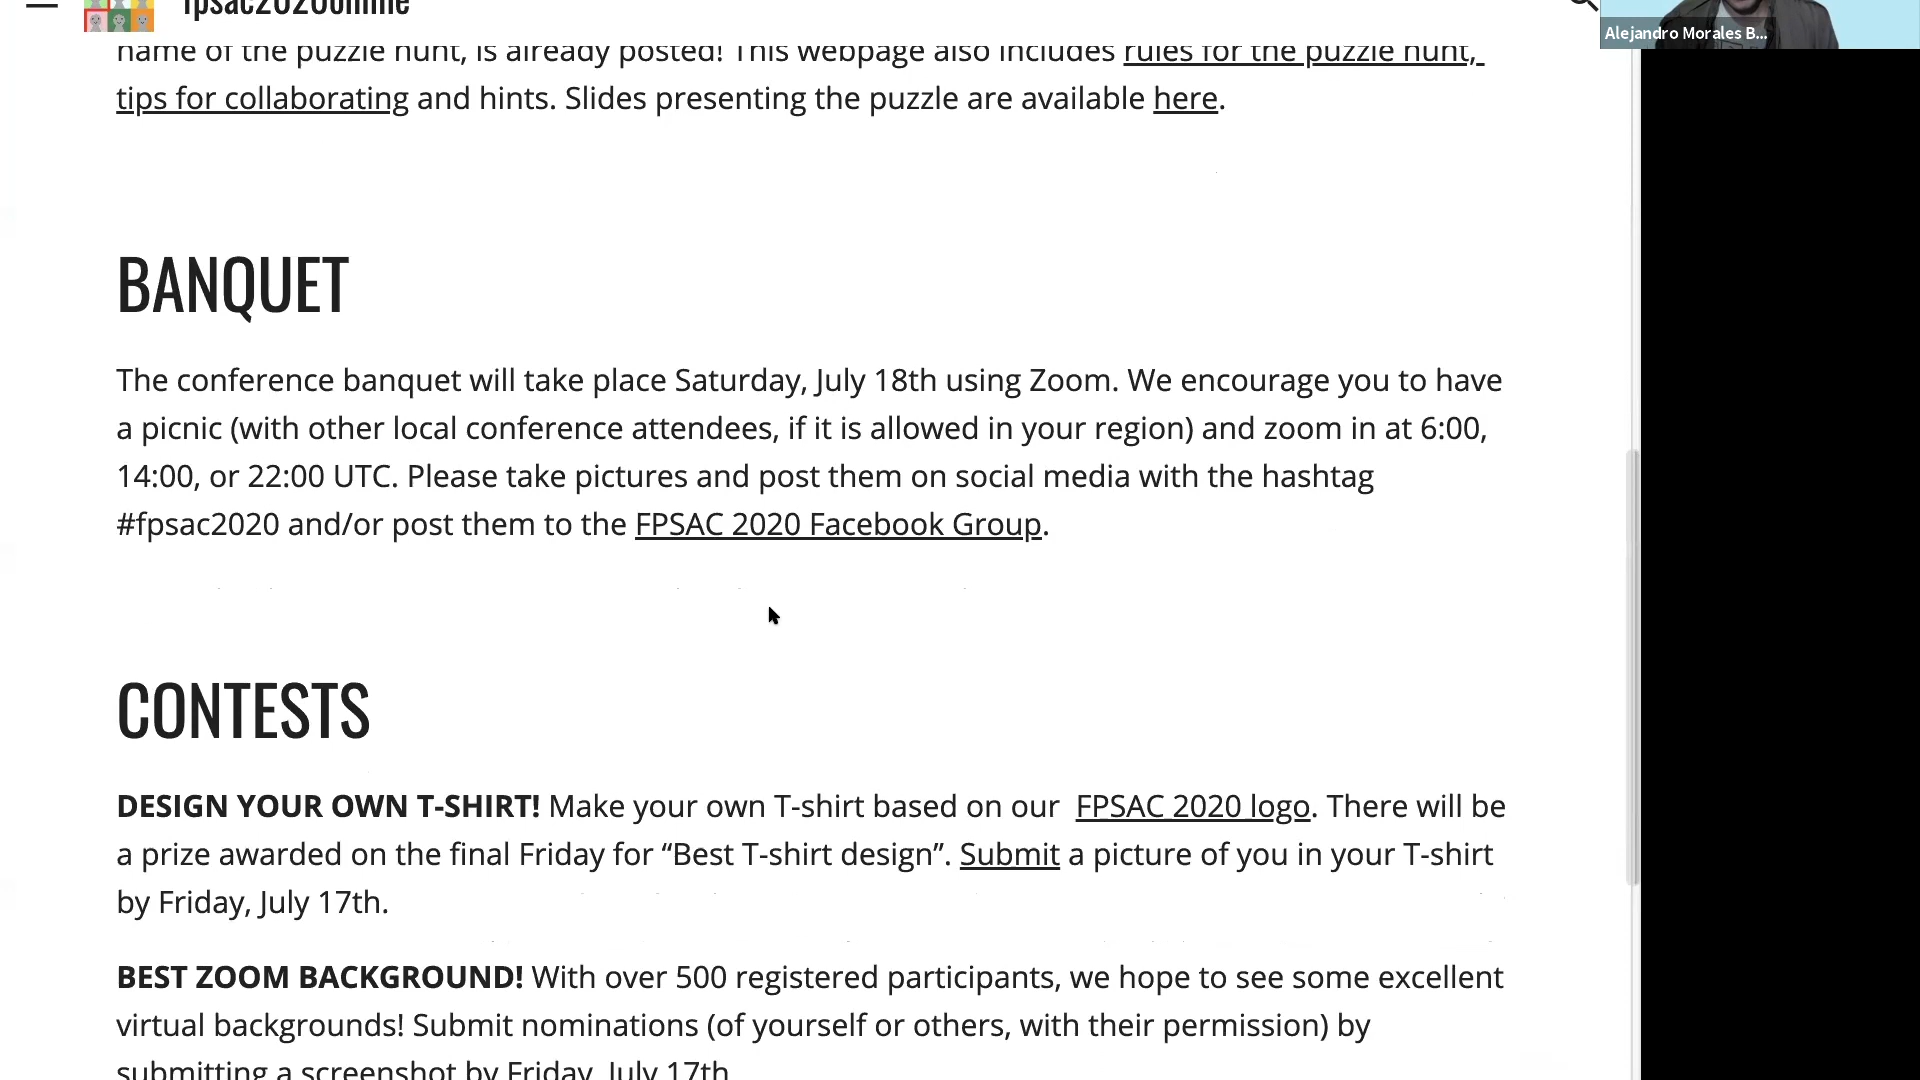 fpsac2020online
Alejandro Morales B...
name of the puzzle hunt, is already posted! This webpage also includes rules for the puzzle hunt,
tips for collaborating and hints. Slides presenting the puzzle are available here.
BANQUET
The conference banquet will take place Saturday, July 18th using Zoom. We encourage you to have
a picnic (with other local conference attendees, if it is allowed in your region) and zoom in at 6:00,
14:00, or 22:00 UTC. Please take pictures and post them on social media with the hashtag
#fpsac2020 and/or post them to the FPSAC 2020 Facebook Group.
CONTESTS
DESIGN YOUR OWN T-SHIRT! Make your own T-shirt based on our  FPSAC 2020 logo. There will be
a prize awarded on the final Friday for “Best T-shirt design”. Submit a picture of you in your T-shirt
by Friday, July 17th.
BEST ZOOM BACKGROUND! With over 500 registered participants, we hope to see some excellent
virtual backgrounds! Submit nominations (of yourself or others, with their permission) by
submitting a screenshot by Friday, July 17th